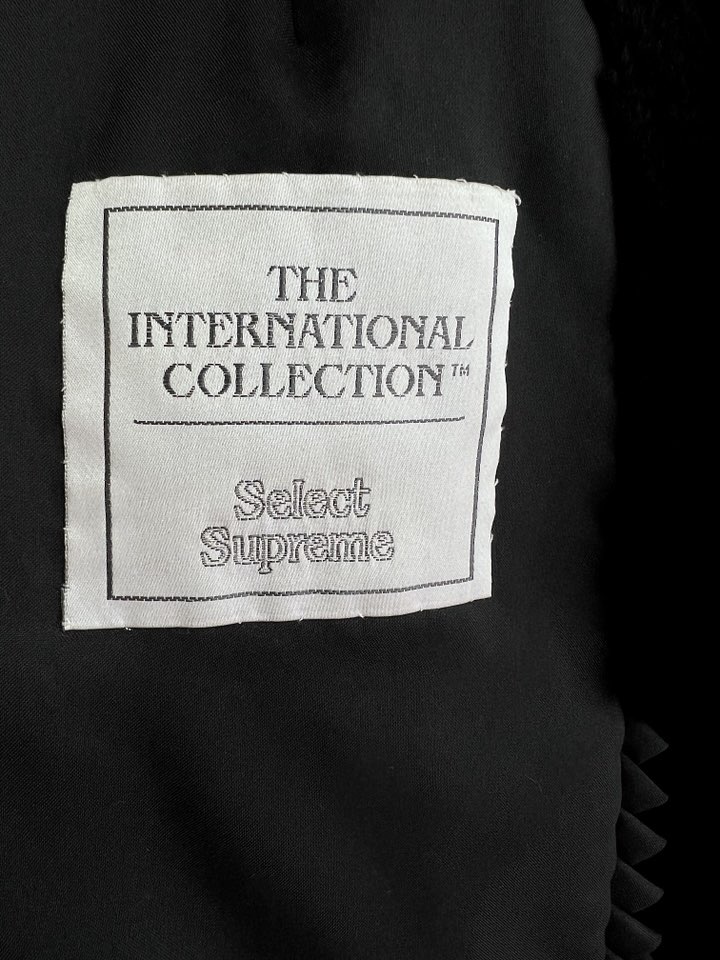 THE
INTERNATIONAL
COLLECTION™
Select
Supreme